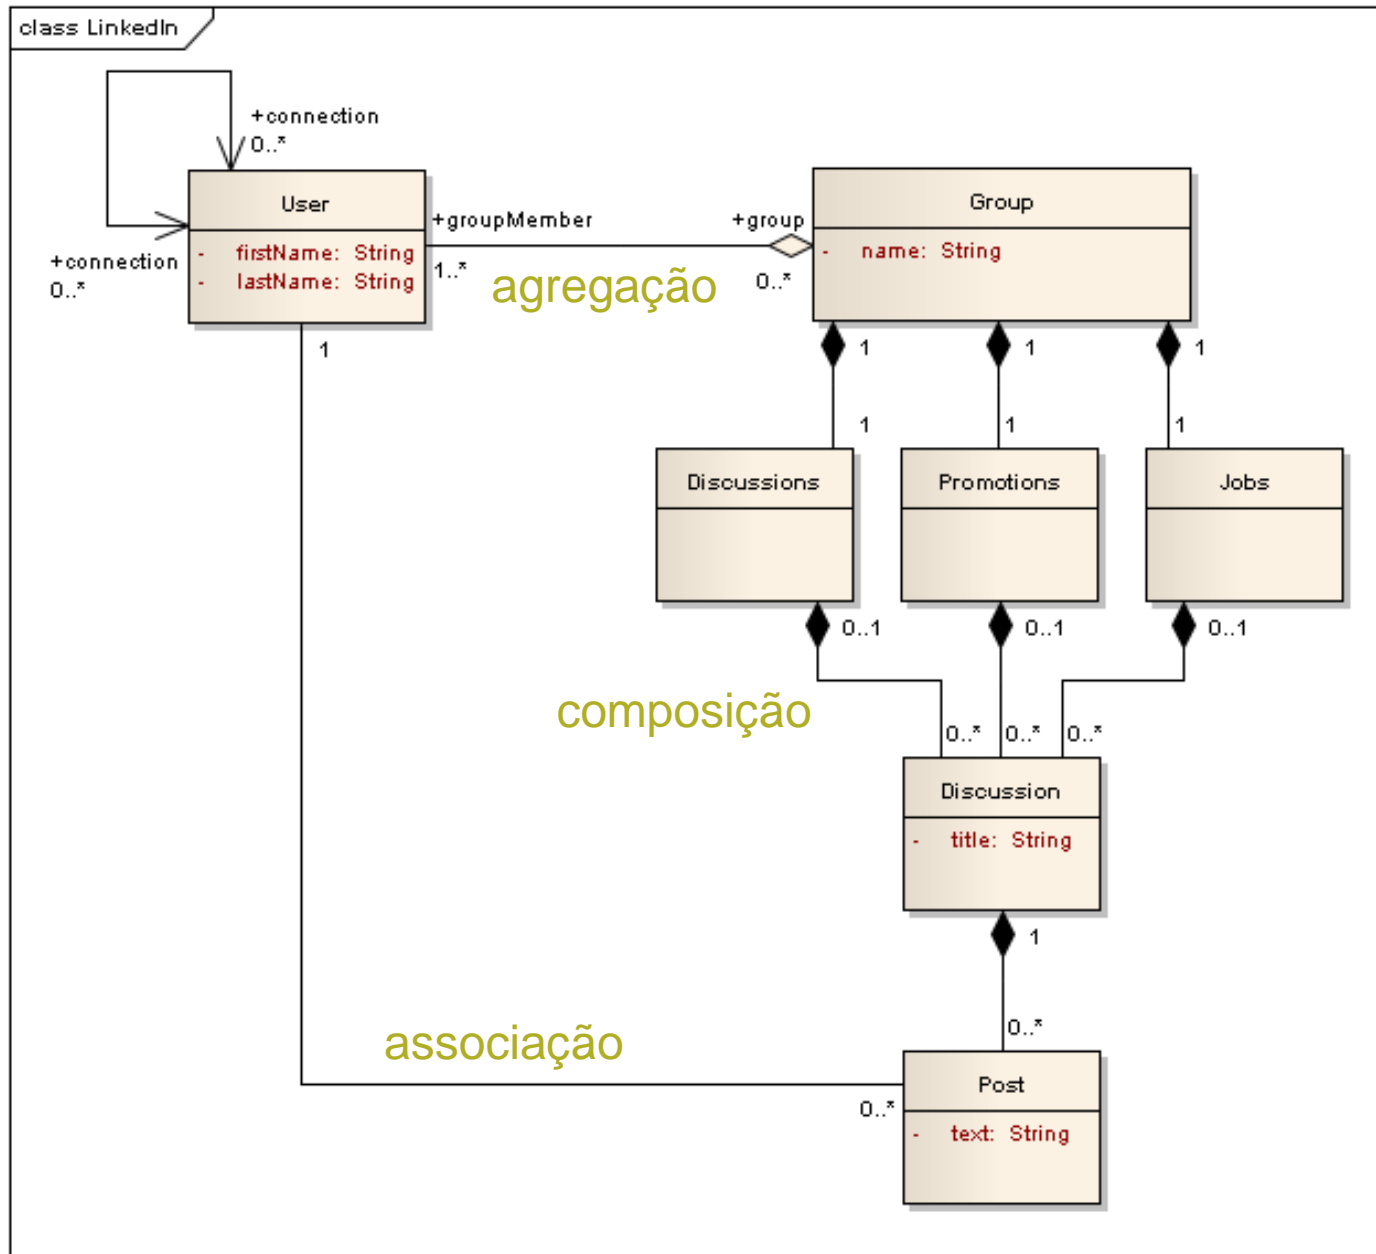 class LinkedIn
+connection
0..*
User
- firstName: String
- lastName: String
+connection
0..*
+groupMember
1..*
+group
0..*
agregação
Group
- name: String
1
1
1
1
1
1
1
Discussions
Promotions
Jobs
0..1
0..1
0..1
composição
0..*
0..*
0..*
Discussion
- title: String
1
0..*
associação
0..*
Post
- text: String